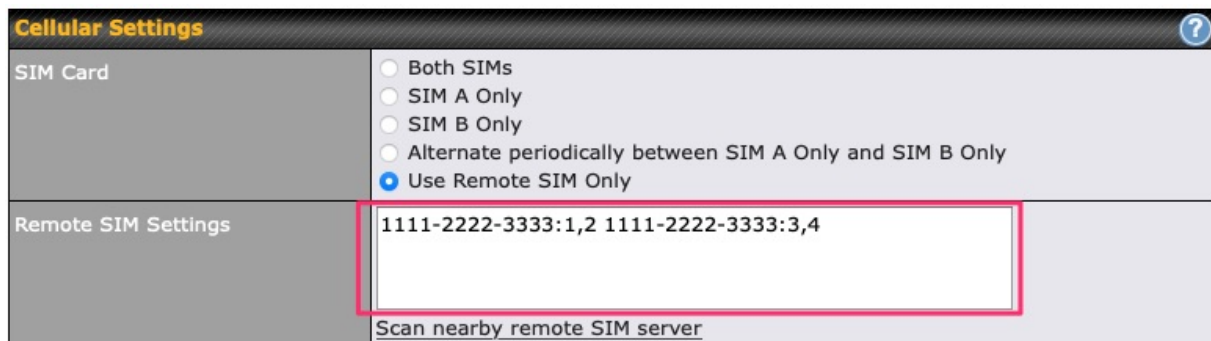 Cellular Settings
?
SIM Card
Both SIMs
SIM A Only
SIM B Only
Alternate periodically between SIM A Only and SIM B Only
Use Remote SIM Only
Remote SIM Settings
1111-2222-3333:1,2 1111-2222-3333:3,4
Scan nearby remote SIM server